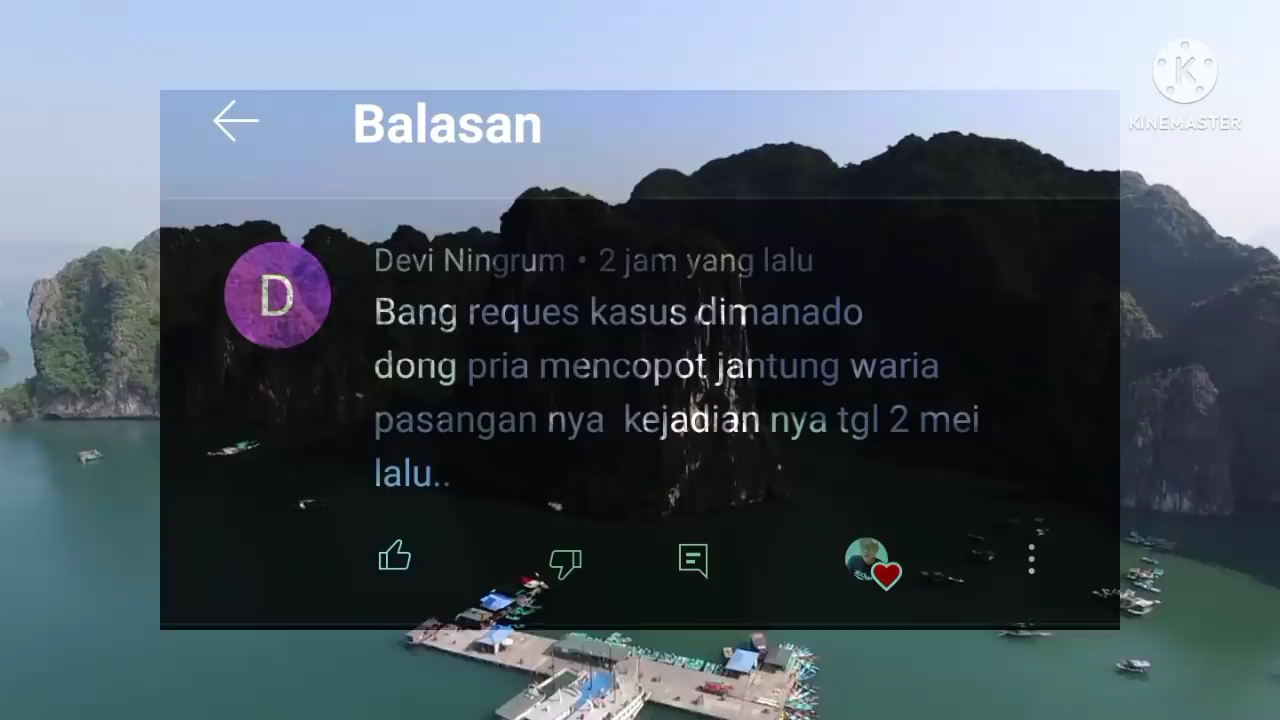 Balasan
K
KINEMASTER
D
Devi Ningrum • 2 jam yang lalu
Bang reques kasus dimanado
dong pria mencopot jantung waria
pasangan nya kejadian nya tgl 2 mei
lalu..